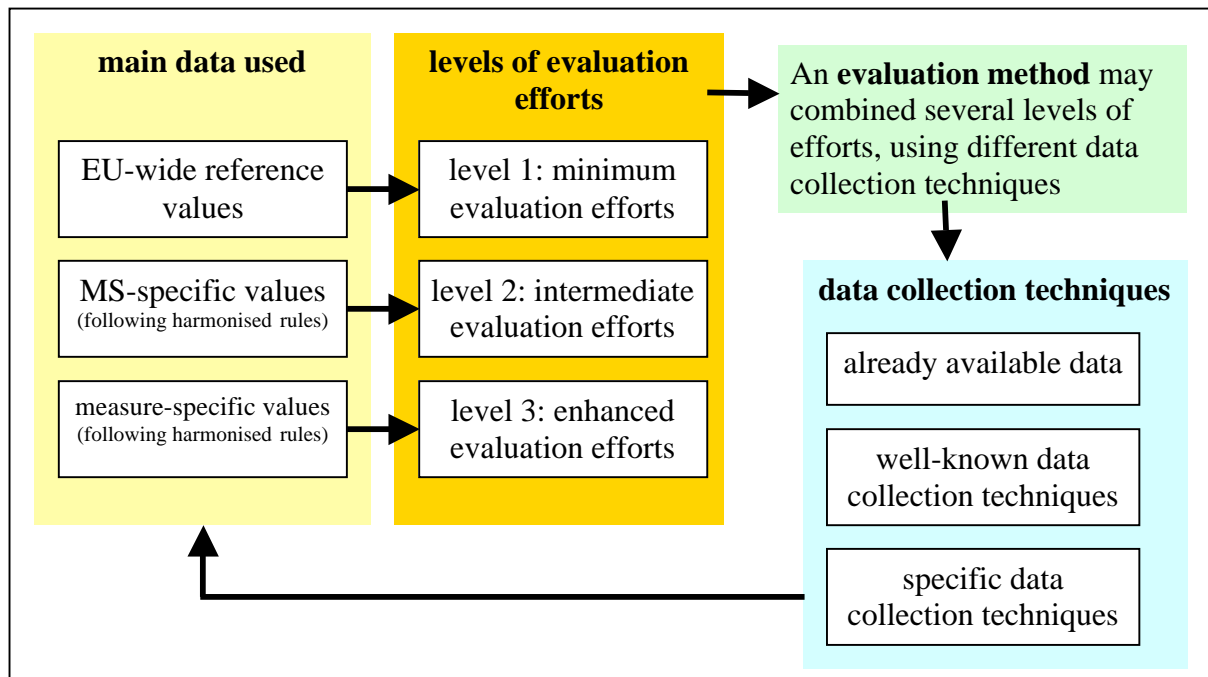 main data used
EU-wide reference
values
MS-specific values
(following harmonised rules)
measure-specific values
(following harmonised rules)
levels of evaluation
efforts
level 1: minimum
evaluation efforts
level 2: intermediate
evaluation efforts
level 3: enhanced
evaluation efforts
An evaluation method may
combined several levels of
efforts, using different data
collection techniques
data collection techniques
already available data
well-known data
collection techniques
specific data
collection techniques